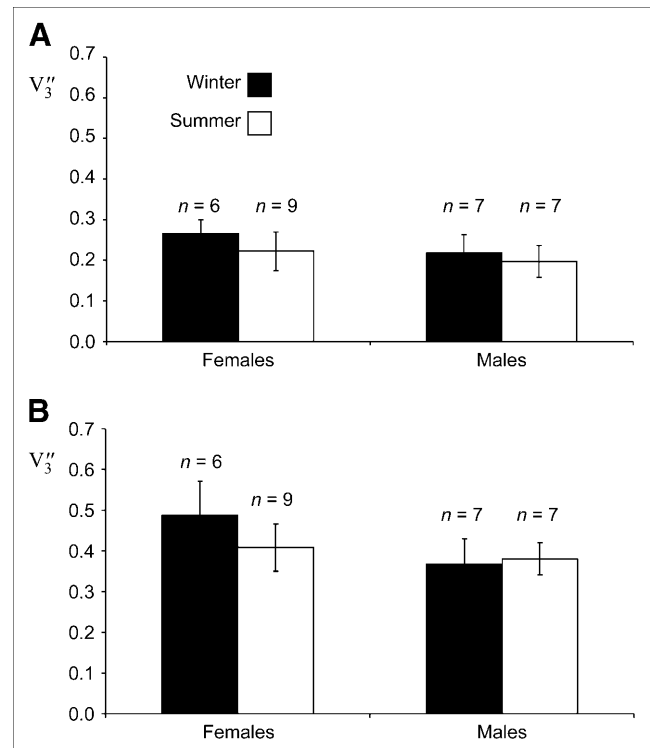 A
0.7
V₃″
Winter
0.6
0.5
Summer
0.4
n = 6 n = 9 n = 7 n = 7
0.3
0.2
0.1
0.0
Females Males
B
0.7
V₃″
0.6
n = 6
n = 9
n = 7 n = 7
0.5
0.4
0.3
0.2
0.1
0.0
Females Males